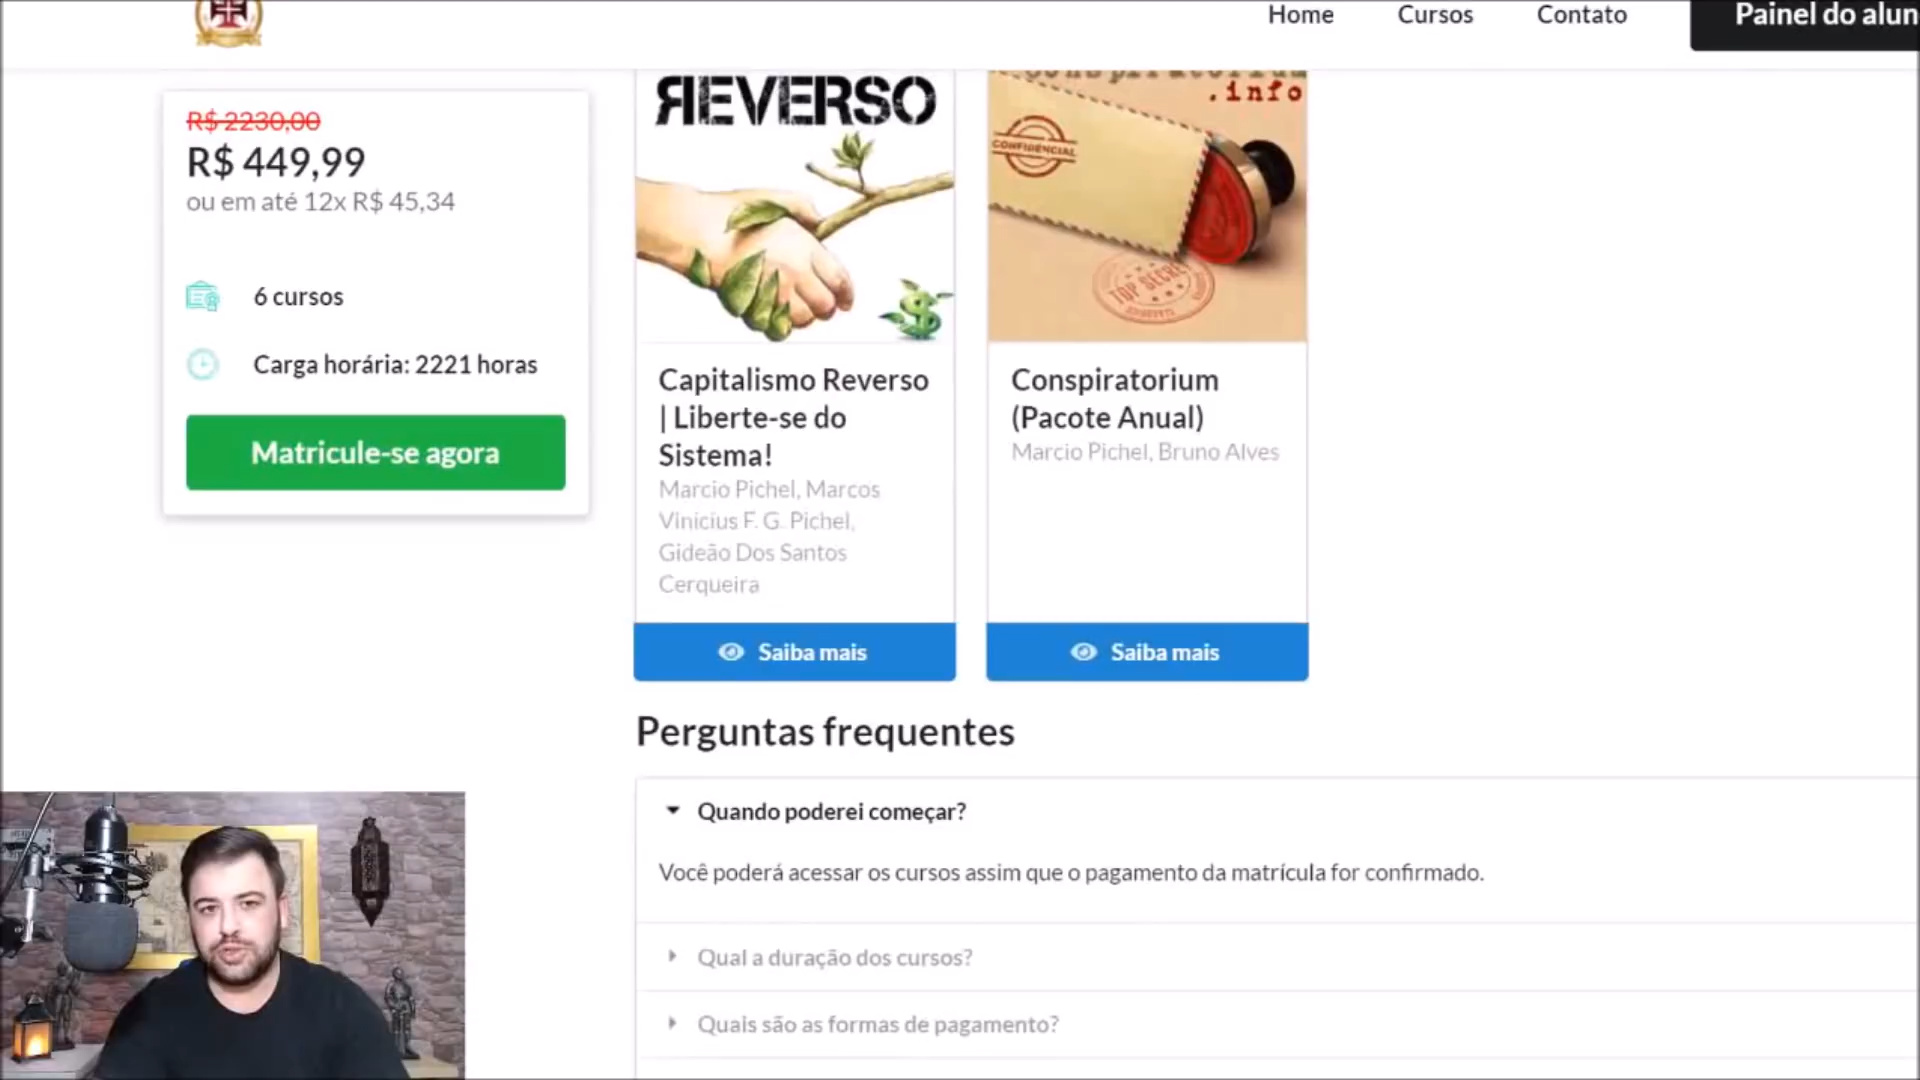 Home
Cursos
Contato
Painel do alun
R$ 2230,00
R$ 449,99
ou em até 12x R$ 45,34
6 cursos
Carga horária: 2221 horas
Matricule-se agora
REVERSO
Capitalismo Reverso
| Liberte-se do
Sistema!
Marcio Pichel, Marcos
Vinicius F. G. Pichel,
Gideão Dos Santos
Cerqueira
Saiba mais
.info
CONFIDENCIAL
TOP SECRE
Conspiratorium
(Pacote Anual)
Marcio Pichel, Bruno Alves
Saiba mais
Perguntas frequentes
Quando poderei começar?
Você poderá acessar os cursos assim que o pagamento da matrícula for confirmado.
Qual a duração dos cursos?
Quais são as formas de pagamento?